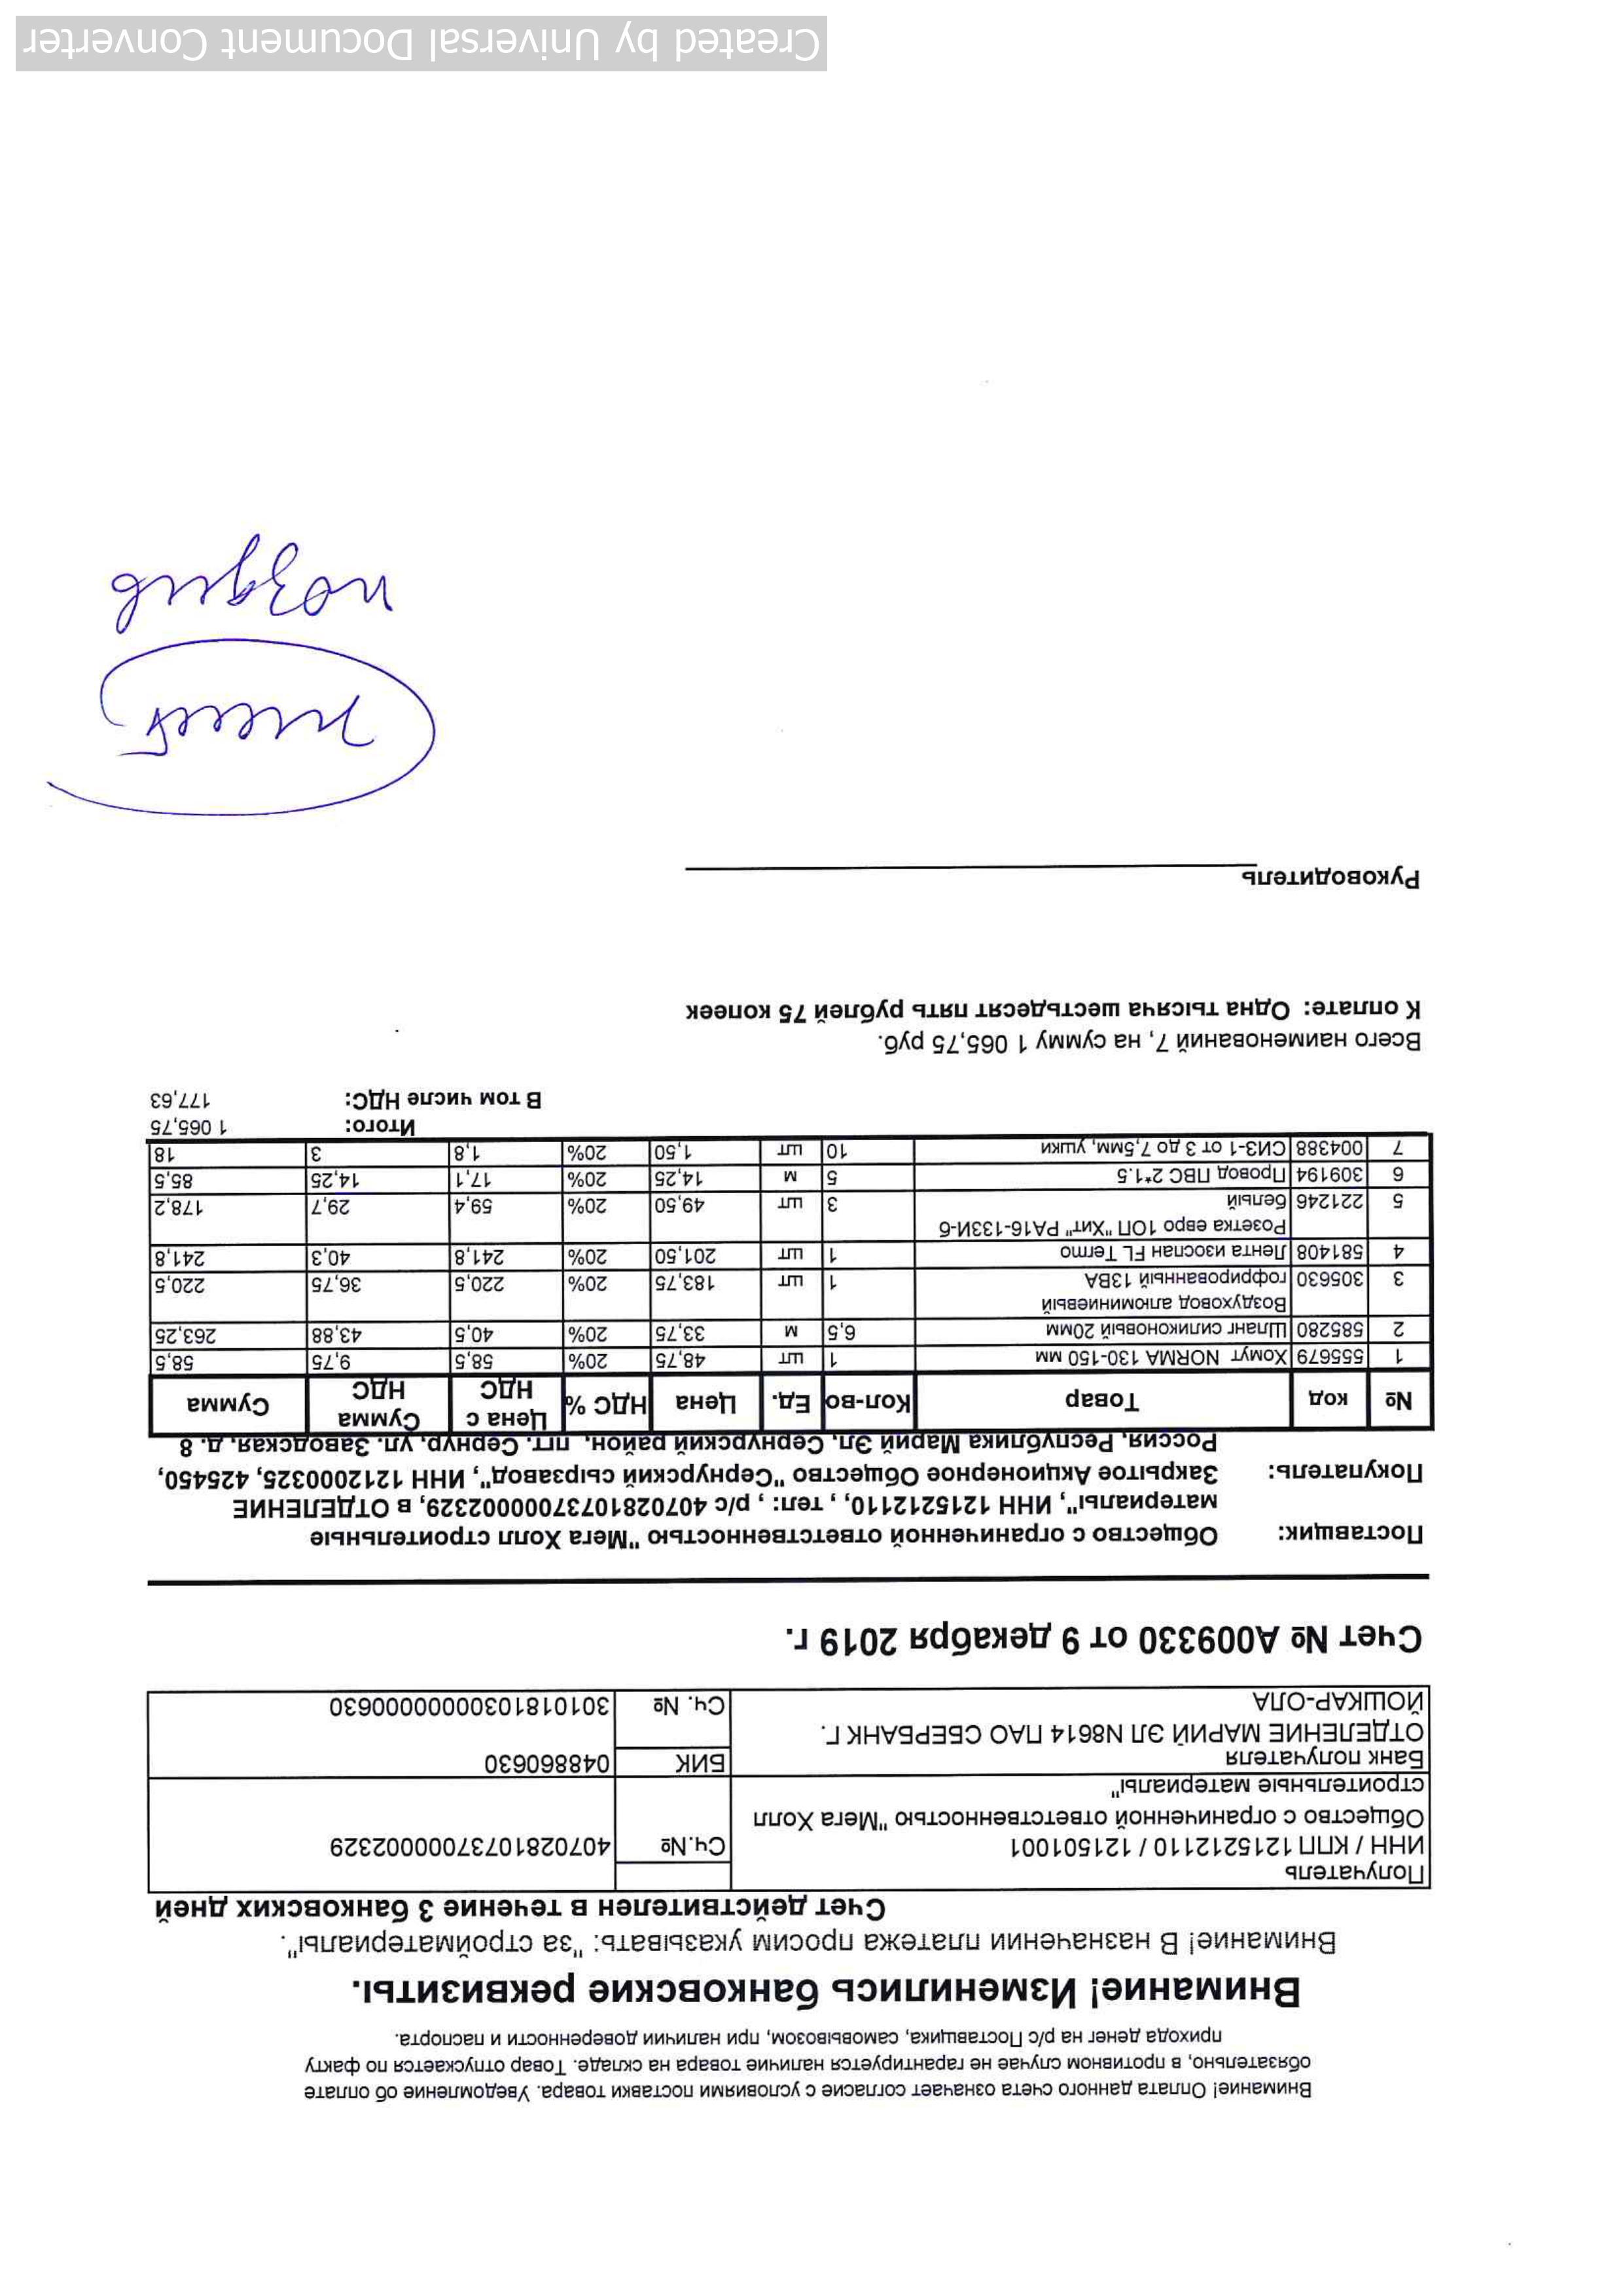 Внимание! Оплата данного счета означает согласие с условиями поставки товара. Уведомление об оплате
обязательно, в противном случае не гарантируется наличие товара на складе. Товар отпускается по факту
прихода денег на р/с Поставщика, самовывозом, при наличии доверенности и паспорта.
Внимание! Изменились банковские реквизиты.
Внимание! В назначении платежа просим указывать: "за стройматериалы".
Счет действителен в течение 3 банковских дней
Получатель
ИНН / КПП 1215212110 / 121501001 Сч.№ 40702810737000002329
Общество с ограниченной ответственностью "Мега Холл
строительные материалы"
Банк получателя БИК 048860630
ОТДЕЛЕНИЕ МАРИЙ ЭЛ N8614 ПАО СБЕРБАНК Г. Сч. № 30101810300000000630
ЙОШКАР-ОЛА
Счет № А009330 от 9 декабря 2019 г.
Поставщик: Общество с ограниченной ответственностью "Мега Холл строительные
материалы", ИНН 1215212110, , тел: , р/с 40702810737000002329, в ОТДЕЛЕНИЕ
Покупатель: Закрытое Акционерное Общество "Сернурский сырзавод", ИНН 1212000325, 425450,
Россия, Республика Марий Эл, Сернурский район, пгт. Сернур, ул. Заводская, д. 8
№ код Товар Кол-во Ед. Цена НДС % Цена с НДС Сумма НДС Сумма
1 555679 Хомут NORMA 130-150 мм 1 шт 48,75 20% 58,5 9,75 58,5
2 585280 Шланг силиконовый 20мм 6,5 м 33,75 20% 40,5 43,88 263,25
Воздуховод алюминиевый
3 305630 гофрированный 13ВА 1 шт 183,75 20% 220,5 36,75 220,5
4 581408 Лента изоспан FL Termo 1 шт 201,50 20% 241,8 40,3 241,8
Розетка евро 1ОП "Хит" РА16-133И-б
5 221246 белый 3 шт 49,50 20% 59,4 29,7 178,2
6 309194 Провод ПВС 2*1.5 5 м 14,25 20% 17,1 14,25 85,5
7 004388 СИЗ-1 от 3 до 7,5мм, ушки 10 шт 1,50 20% 1,8 3 18
Итого: 1 065,75
В том числе НДС: 177,63
Всего наименований 7, на сумму 1 065,75 руб.
К оплате: Одна тысяча шестьдесят пять рублей 75 копеек
Руководитель
Created by Universal Document Converter